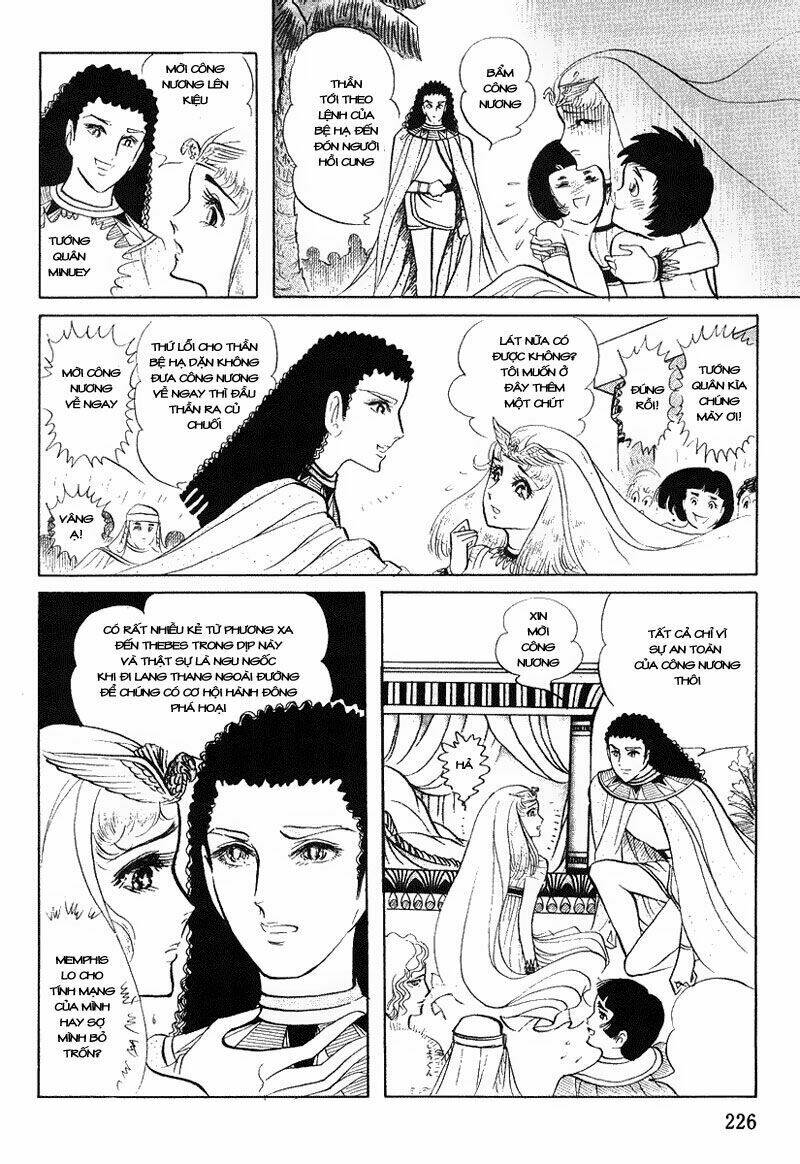 BẨM
CÔNG
NƯƠNG
THẦN
TỚI THEO
LỆNH CỦA
BỆ HẠ ĐẾN
ĐÓN NGƯỜI
HỒI CUNG
MỜI CÔNG
NƯƠNG LÊN
KIỆU
TƯỚNG
QUÂN
MINUEY
TƯỚNG
QUÂN KÌA
CHÚNG
MÀY ƠI!
ĐÚNG
RỒI!
LÁT NỮA CÓ
ĐƯỢC KHÔNG?
TÔI MUỐN Ở
ĐÂY THÊM
MỘT CHÚT
THỨ LỖI CHO THẦN
BỆ HẠ DẶN KHÔNG
ĐƯA CÔNG NƯƠNG
VỀ NGAY THÌ ĐẦU
THẦN RA CỦ
CHUỐI
MỜI CÔNG
NƯƠNG
VỀ NGAY
VÂNG
Ạ!
TẤT CẢ CHỈ VÌ
SỰ AN TOÀN
CỦA CÔNG NƯƠNG
THÔI
XIN
MỜI
CÔNG
NƯƠNG
HẢ
CÓ RẤT NHIỀU KẺ TỪ PHƯƠNG XA
ĐẾN THEBES TRONG DỊP NÀY
VÀ THẬT SỰ LÀ NGU NGỐC
KHI ĐI LANG THANG NGOÀI ĐƯỜNG
ĐỂ CHÚNG CÓ CƠ HỘI HÀNH ĐỘNG
PHÁ HOẠI
MEMPHIS
LO CHO
TÍNH MẠNG
CỦA MÌNH
HAY SỢ
MÌNH BỎ
TRỐN?
226